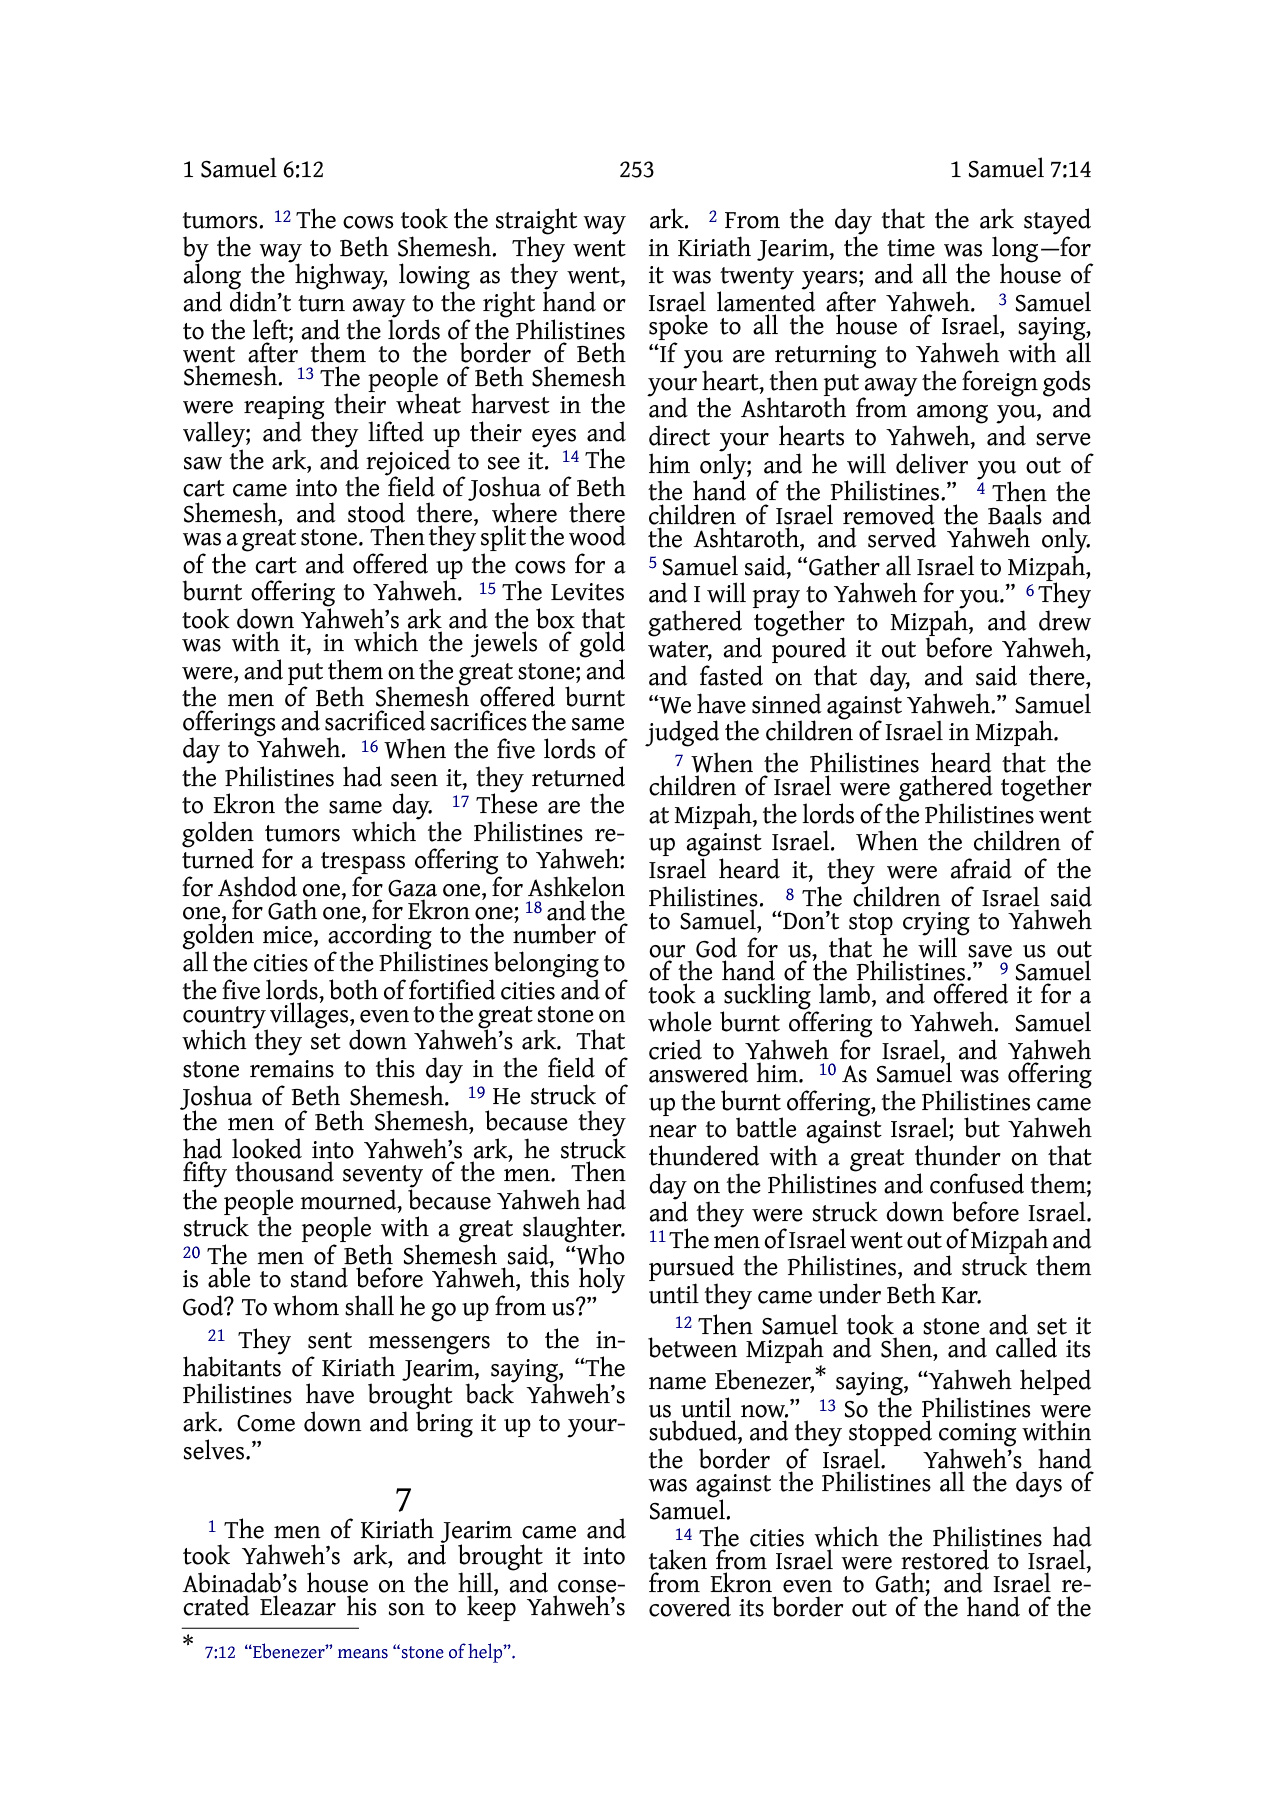 1 Samuel 6:12 253 1 Samuel 7:14
tumors. 12 The cows took the straight way
by the way to Beth Shemesh. They went
along the highway, lowing as they went,
and didn’t turn away to the right hand or
to the left; and the lords of the Philistines
went after them to the border of Beth
Shemesh. 13 The people of Beth Shemesh
were reaping their wheat harvest in the
valley; and they lifted up their eyes and
saw the ark, and rejoiced to see it. 14 The
cart came into the field of Joshua of Beth
Shemesh, and stood there, where there
was a great stone. Then they split the wood
of the cart and offered up the cows for a
burnt offering to Yahweh. 15 The Levites
took down Yahweh’s ark and the box that
was with it, in which the jewels of gold
were, and put them on the great stone; and
the men of Beth Shemesh offered burnt
offerings and sacrificed sacrifices the same
day to Yahweh. 16 When the five lords of
the Philistines had seen it, they returned
to Ekron the same day. 17 These are the
golden tumors which the Philistines re-
turned for a trespass offering to Yahweh:
for Ashdod one, for Gaza one, for Ashkelon
one, for Gath one, for Ekron one; 18 and the
golden mice, according to the number of
all the cities of the Philistines belonging to
the five lords, both of fortified cities and of
country villages, even to the great stone on
which they set down Yahweh’s ark. That
stone remains to this day in the field of
Joshua of Beth Shemesh. 19 He struck of
the men of Beth Shemesh, because they
had looked into Yahweh’s ark, he struck
fifty thousand seventy of the men. Then
the people mourned, because Yahweh had
struck the people with a great slaughter.
20 The men of Beth Shemesh said, “Who
is able to stand before Yahweh, this holy
God? To whom shall he go up from us?”
21 They sent messengers to the in-
habitants of Kiriath Jearim, saying, “The
Philistines have brought back Yahweh’s
ark. Come down and bring it up to your-
selves.”
7
1 The men of Kiriath Jearim came and
took Yahweh’s ark, and brought it into
Abinadab’s house on the hill, and conse-
crated Eleazar his son to keep Yahweh’s
ark. 2 From the day that the ark stayed
in Kiriath Jearim, the time was long—for
it was twenty years; and all the house of
Israel lamented after Yahweh. 3 Samuel
spoke to all the house of Israel, saying,
“If you are returning to Yahweh with all
your heart, then put away the foreign gods
and the Ashtaroth from among you, and
direct your hearts to Yahweh, and serve
him only; and he will deliver you out of
the hand of the Philistines.” 4 Then the
children of Israel removed the Baals and
the Ashtaroth, and served Yahweh only.
5 Samuel said, “Gather all Israel to Mizpah,
and I will pray to Yahweh for you.” 6 They
gathered together to Mizpah, and drew
water, and poured it out before Yahweh,
and fasted on that day, and said there,
“We have sinned against Yahweh.” Samuel
judged the children of Israel in Mizpah.
7 When the Philistines heard that the
children of Israel were gathered together
at Mizpah, the lords of the Philistines went
up against Israel. When the children of
Israel heard it, they were afraid of the
Philistines. 8 The children of Israel said
to Samuel, “Don’t stop crying to Yahweh
our God for us, that he will save us out
of the hand of the Philistines.” 9 Samuel
took a suckling lamb, and offered it for a
whole burnt offering to Yahweh. Samuel
cried to Yahweh for Israel, and Yahweh
answered him. 10 As Samuel was offering
up the burnt offering, the Philistines came
near to battle against Israel; but Yahweh
thundered with a great thunder on that
day on the Philistines and confused them;
and they were struck down before Israel.
11 The men of Israel went out of Mizpah and
pursued the Philistines, and struck them
until they came under Beth Kar.
12 Then Samuel took a stone and set it
between Mizpah and Shen, and called its
name Ebenezer,* saying, “Yahweh helped
us until now.” 13 So the Philistines were
subdued, and they stopped coming within
the border of Israel. Yahweh’s hand
was against the Philistines all the days of
Samuel.
14 The cities which the Philistines had
taken from Israel were restored to Israel,
from Ekron even to Gath; and Israel re-
covered its border out of the hand of the
* 7:12 “Ebenezer” means “stone of help”.